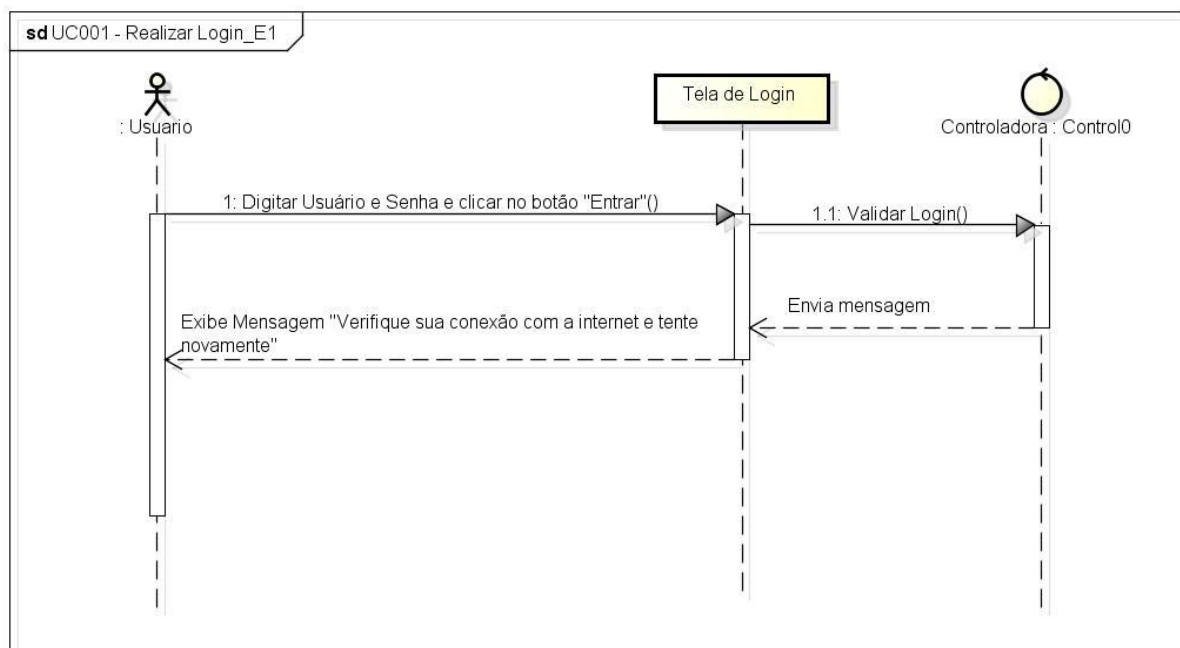 sd UC001 - Realizar Login_E1
: Usuario
Tela de Login
Controladora : Control0
1: Digitar Usuário e Senha e clicar no botão "Entrar"()
1.1: Validar Login()
Envia mensagem
Exibe Mensagem "Verifique sua conexão com a internet e tente
novamente"